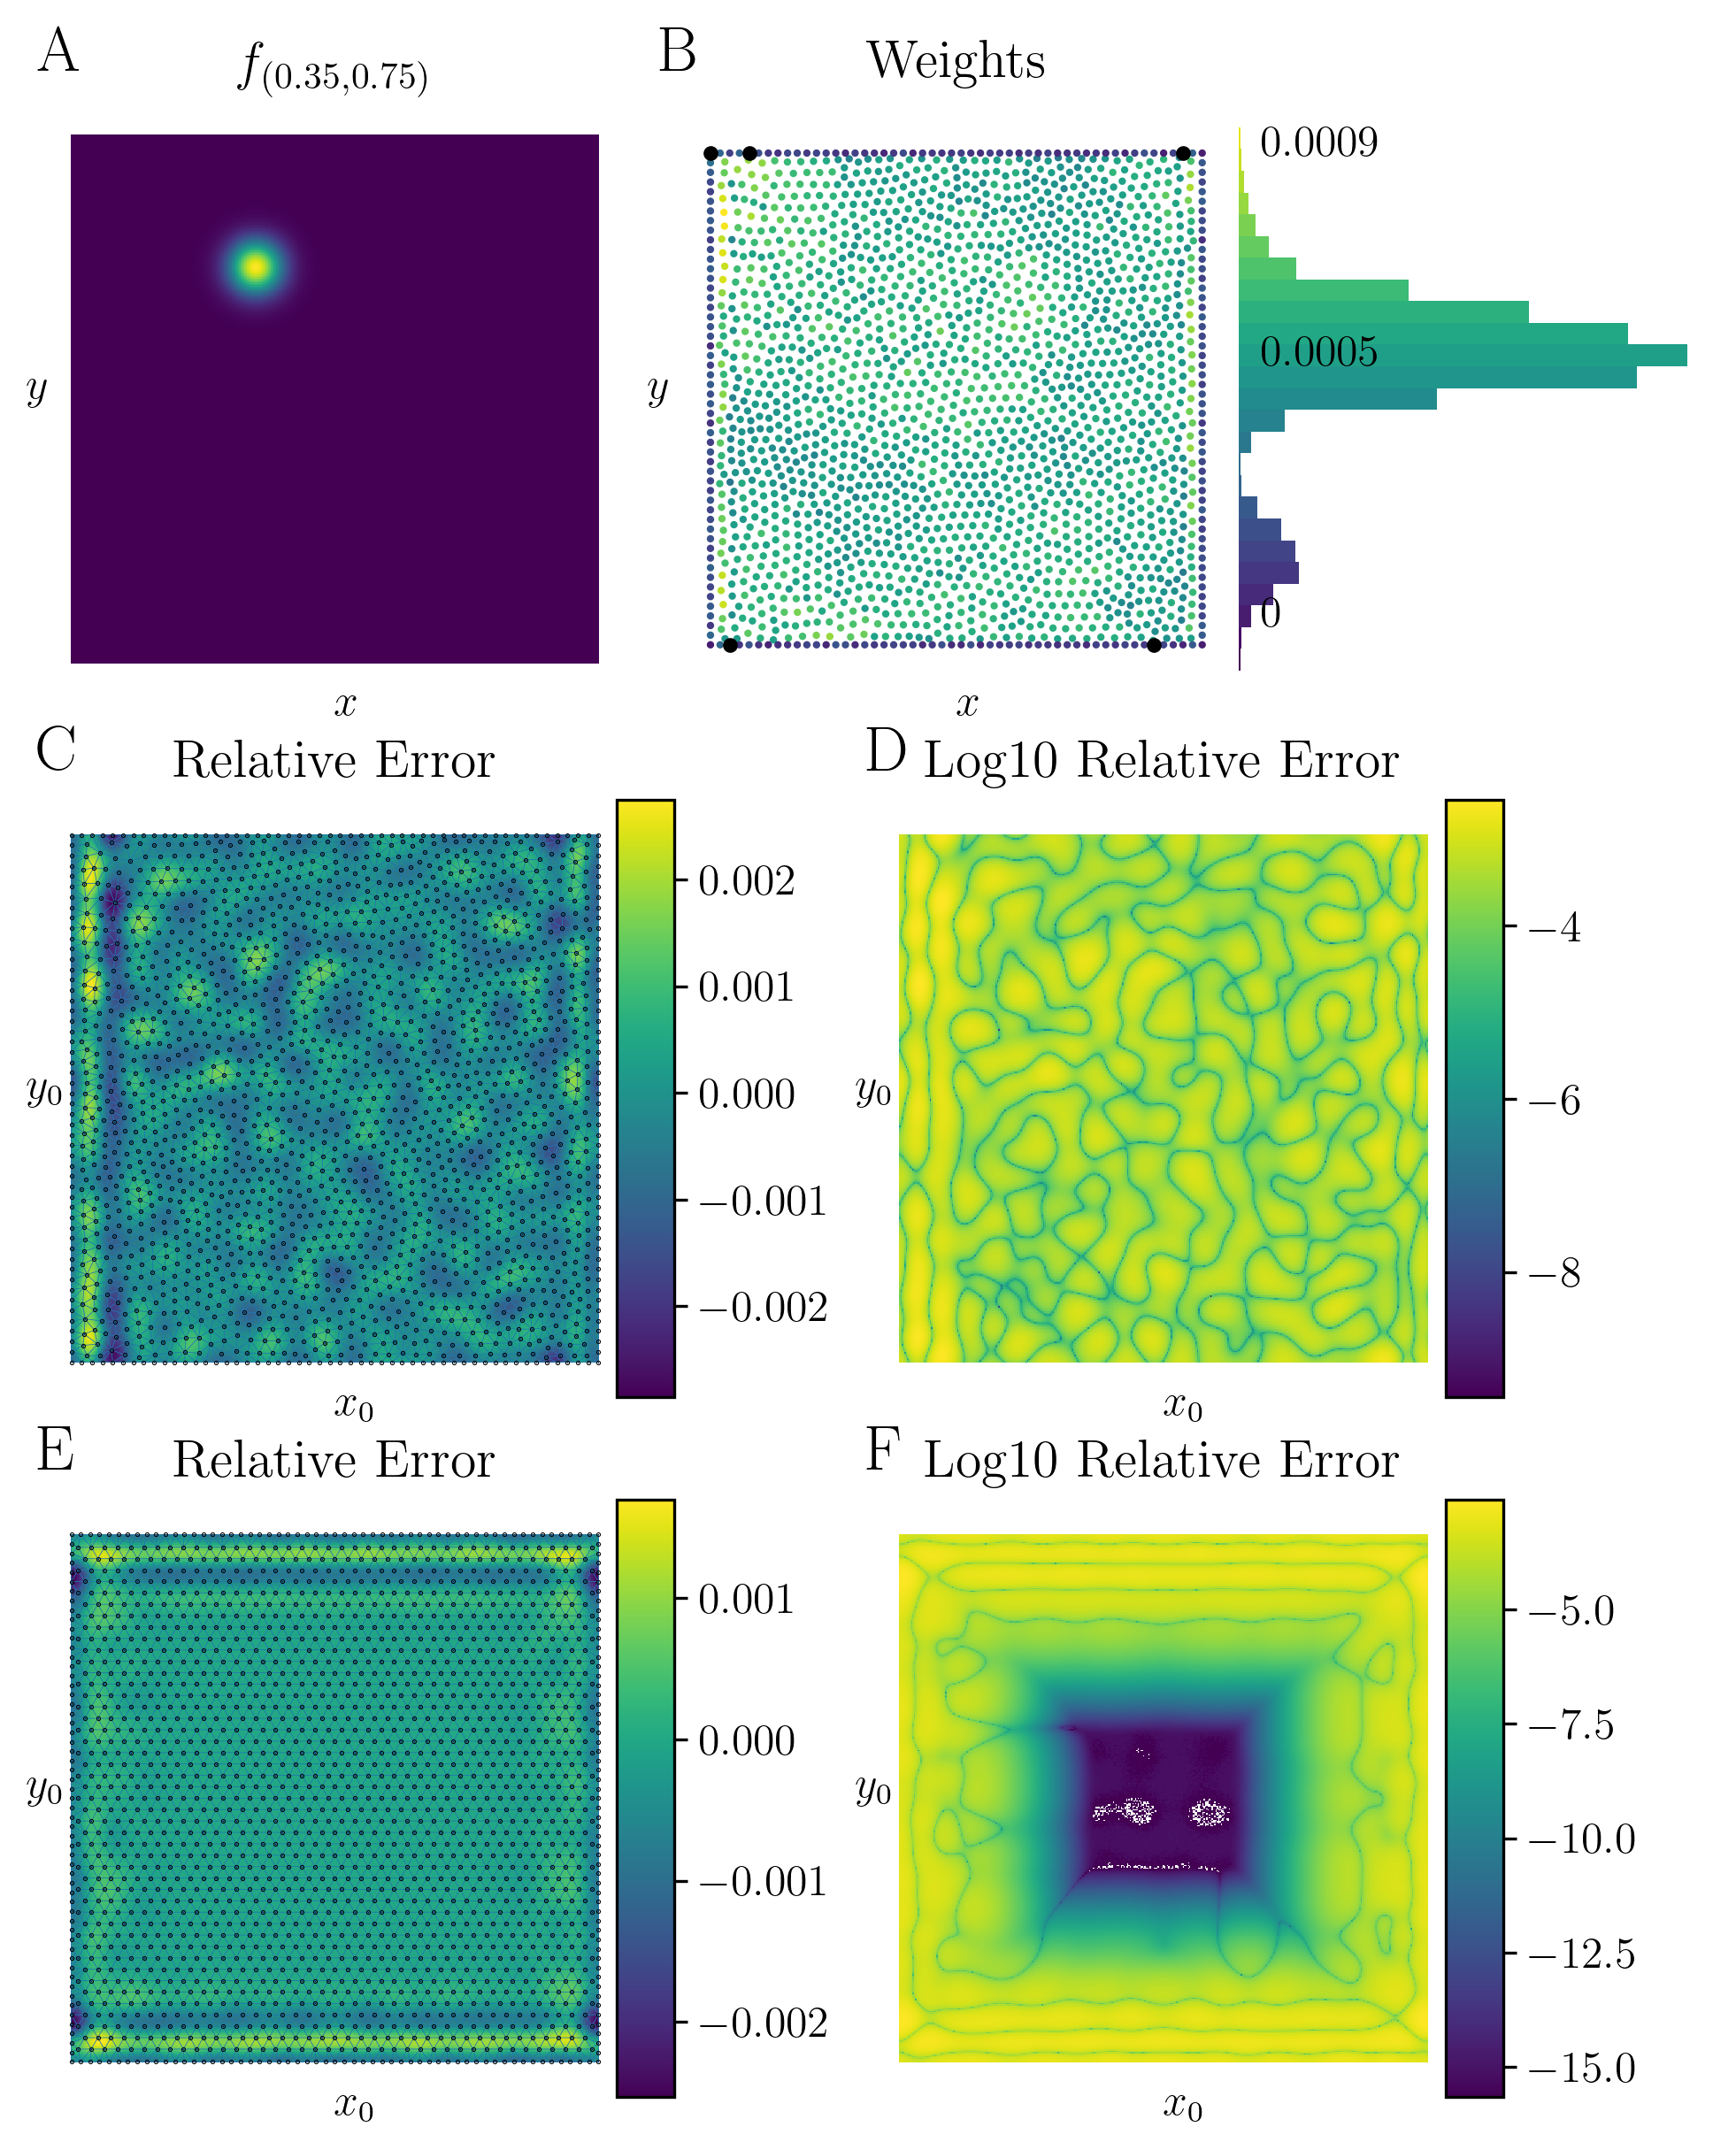 A
f(0.35,0.75)
y
x
B
Weights
y
x
0.0009
0.0005
0
C
Relative Error
y0
x0
0.002
0.001
0.000
−0.001
−0.002
D
Log10 Relative Error
y0
x0
−4
−6
−8
E
Relative Error
y0
x0
0.001
0.000
−0.001
−0.002
F
Log10 Relative Error
y0
x0
−5.0
−7.5
−10.0
−12.5
−15.0